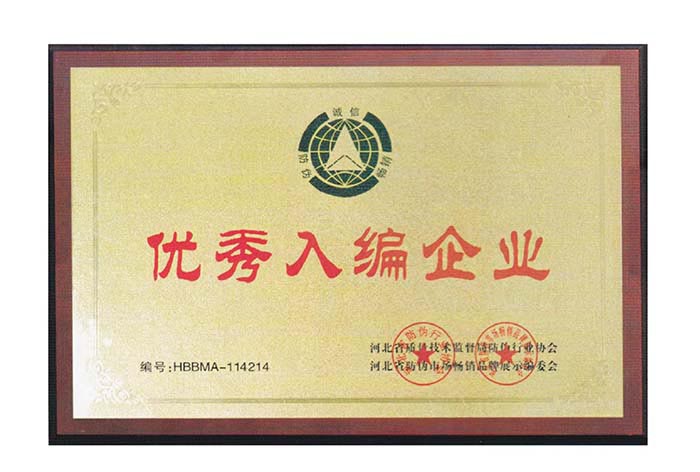 诚信
防伪
畅销
优秀入编企业
河北省质量技术监督局防伪行业协会
编号:HBBMA-114214
河北省防伪市场畅销品牌展示编委会